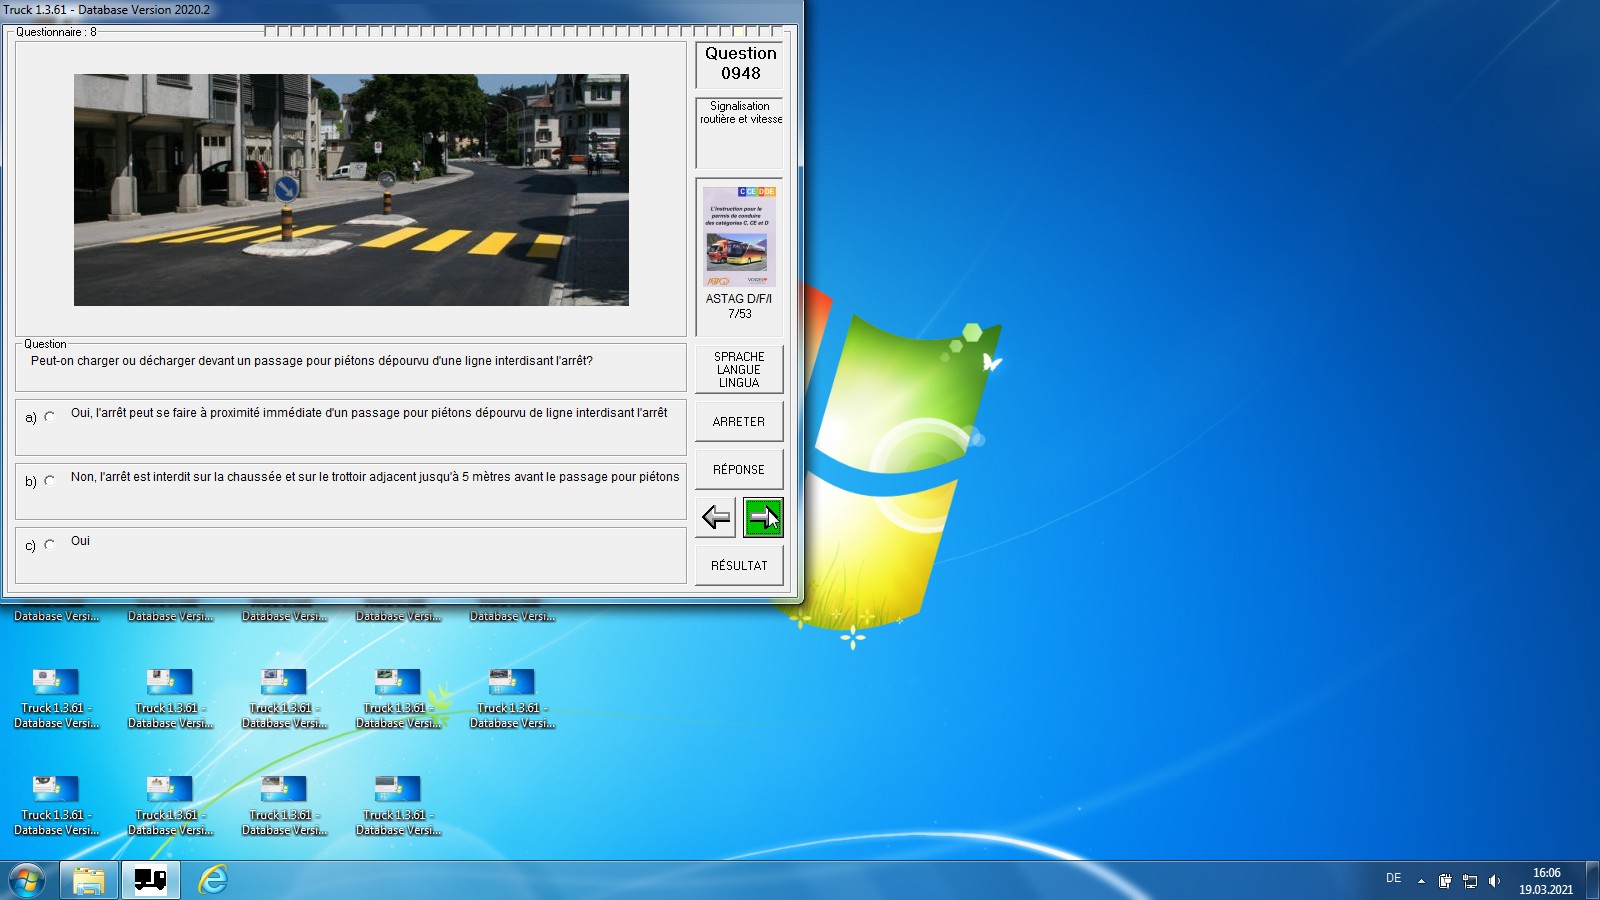 Truck 1.3.61 - Database Version 2020.2
Questionnaire : 8
Question
0948
Signalisation
routière et vitesse
C CE D DE
L'instruction pour le
permis de conduire
des catégories C, CE et D
ASTAG D/F/I
7/53
Question
Peut-on charger ou décharger devant un passage pour piétons dépourvu d'une ligne interdisant l'arrêt?
SPRACHE
LANGUE
LINGUA
a) Oui, l'arrêt peut se faire à proximité immédiate d'un passage pour piétons dépourvu de ligne interdisant l'arrêt
ARRETER
b) Non, l'arrêt est interdit sur la chaussée et sur le trottoir adjacent jusqu'à 5 mètres avant le passage pour piétons
RÉPONSE
c) Oui
RÉSULTAT
Database Versi... Database Versi... Database Versi... Database Versi... Database Versi...
Truck 1.3.61 - Truck 1.3.61 - Truck 1.3.61 - Truck 1.3.61 - Truck 1.3.61 -
Database Versi... Database Versi... Database Versi... Database Versi... Database Versi...
Truck 1.3.61 - Truck 1.3.61 - Truck 1.3.61 - Truck 1.3.61 -
Database Versi... Database Versi... Database Versi... Database Versi...
DE
16:06
19.03.2021